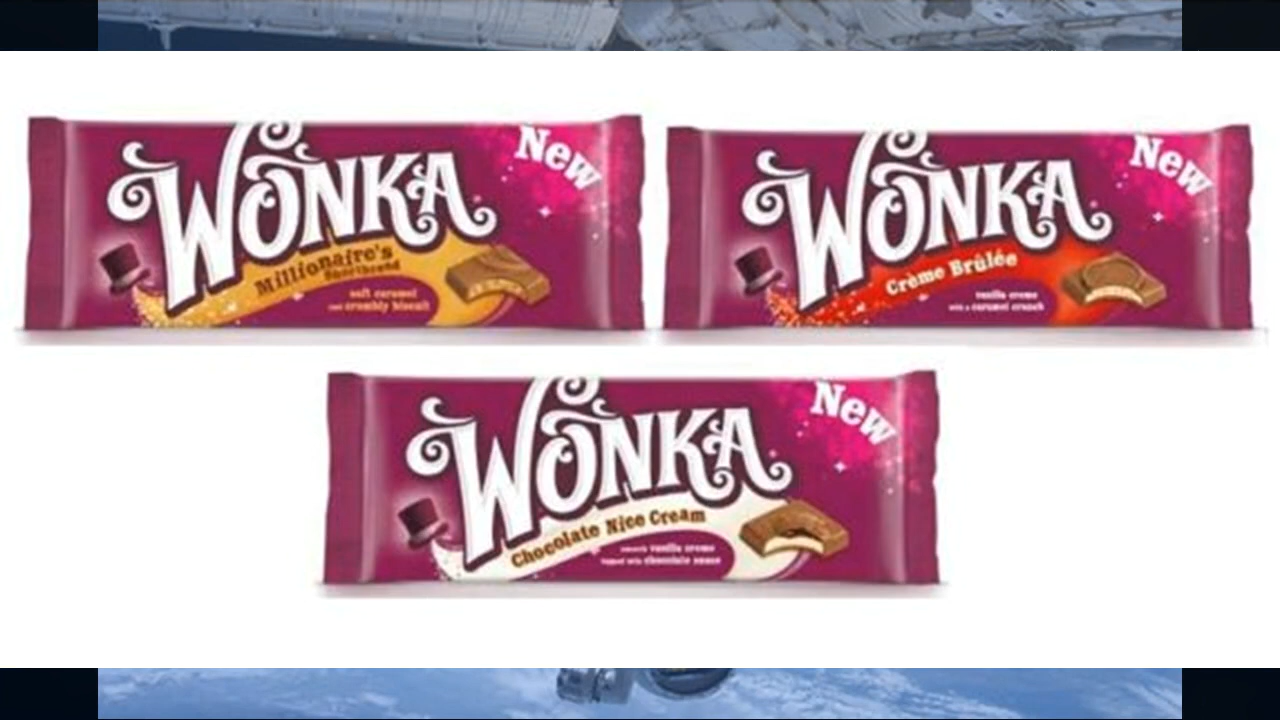 New
WONKA
Millionaire's
Shortbread
soft caramel
and crumbly biscuit
New
WONKA
Crème Brûlée
vanilla creme
with a caramel crunch
New
WONKA
Chocolate Nice Cream
smooth vanilla creme
topped with chocolate sauce